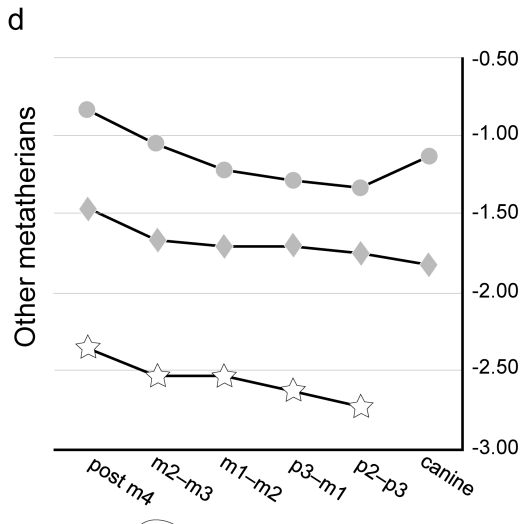 d
Other metatherians
-0.50
-1.00
-1.50
-2.00
-2.50
-3.00
post m4
m2–m3
m1–m2
p3–m1
p2–p3
canine